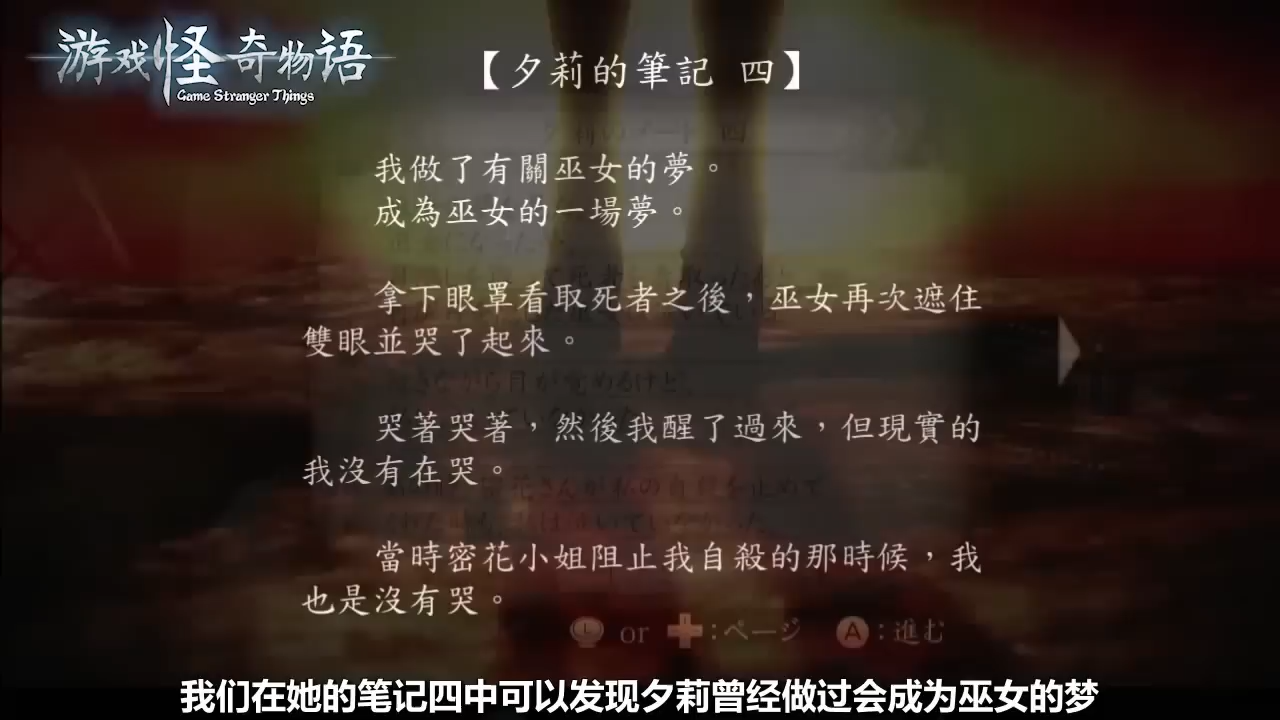 游戏怪奇物语
Game Stranger Things
【夕莉的筆記 四】
我做了有關巫女的夢。
成為巫女的一場夢。
拿下眼罩看取死者之後，巫女再次遮住
雙眼並哭了起來。
哭著哭著，然後我醒了過來，但現實的
我沒有在哭。
當時密花小姐阻止我自殺的那時候，我
也是沒有哭。
L or ：ページ A：進む
我们在她的笔记四中可以发现夕莉曾经做过会成为巫女的梦